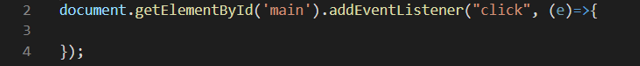 2 document.getElementById('main').addEventListener("click", (e)=>{
3
4 });